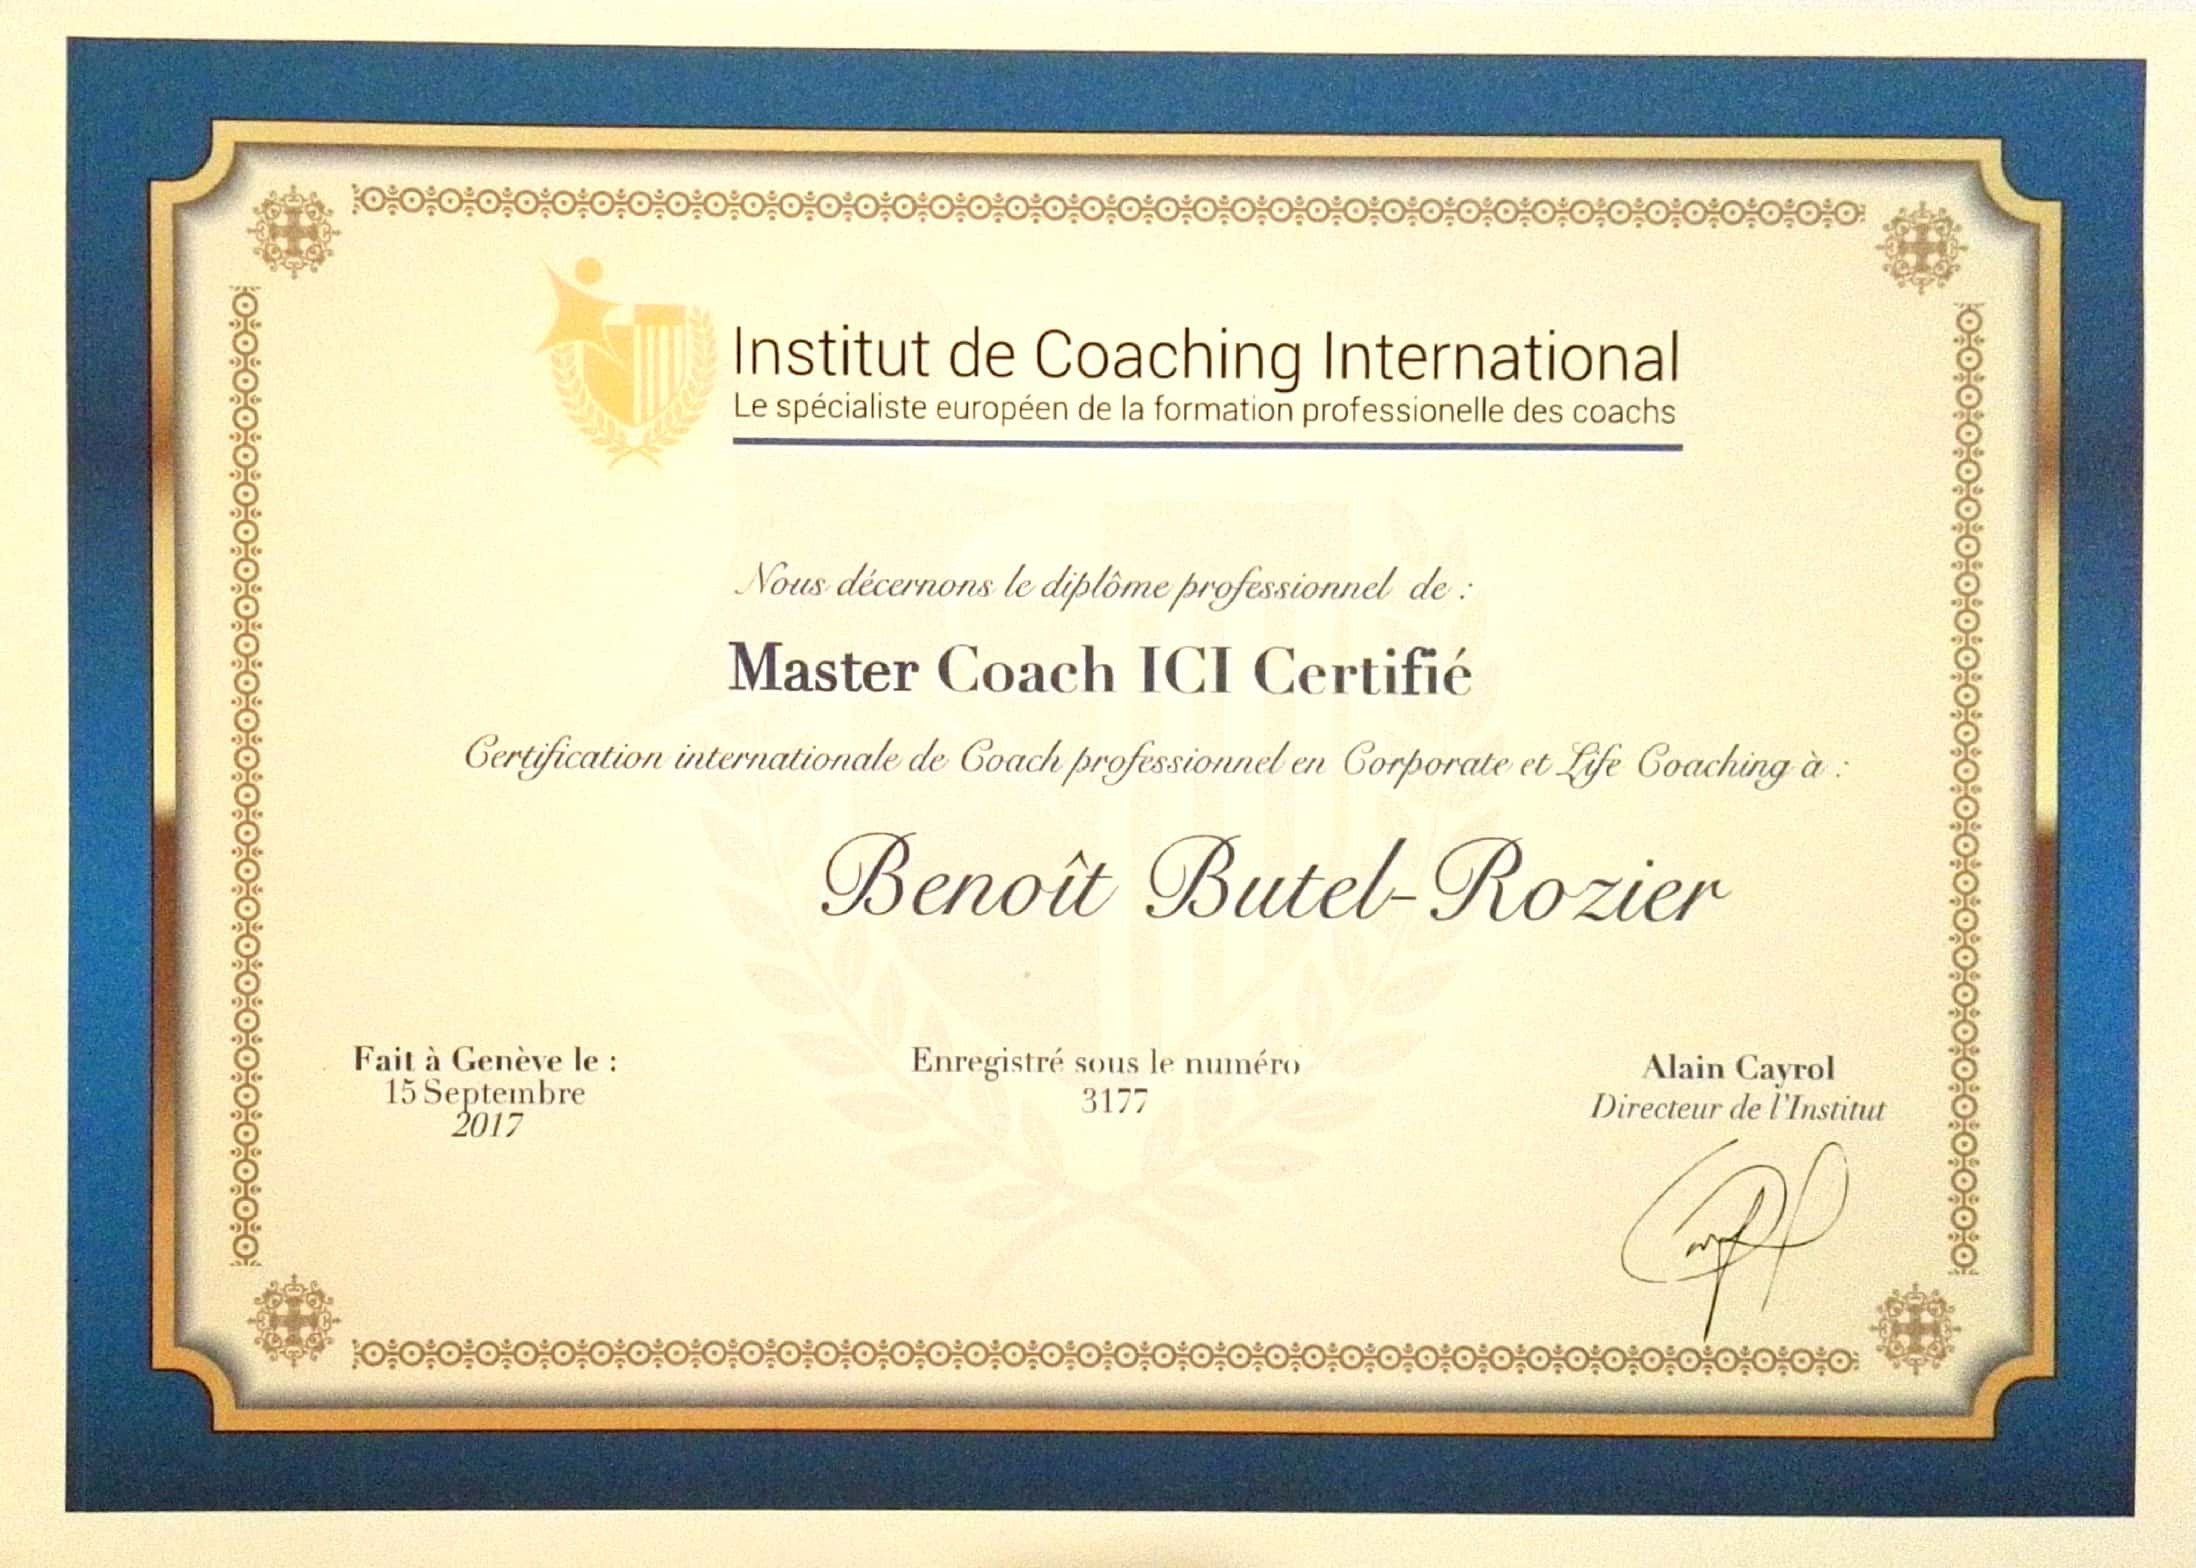 Institut de Coaching International
Le spécialiste européen de la formation professionelle des coachs
Nous décernons le diplôme professionnel de :
Master Coach ICI Certifié
Certification internationale de Coach professionnel en Corporate et Life Coaching à :
Benoît Butel-Rozier
Fait à Genève le :
15 Septembre
2017
Enregistré sous le numéro
3177
Alain Cayrol
Directeur de l'Institut